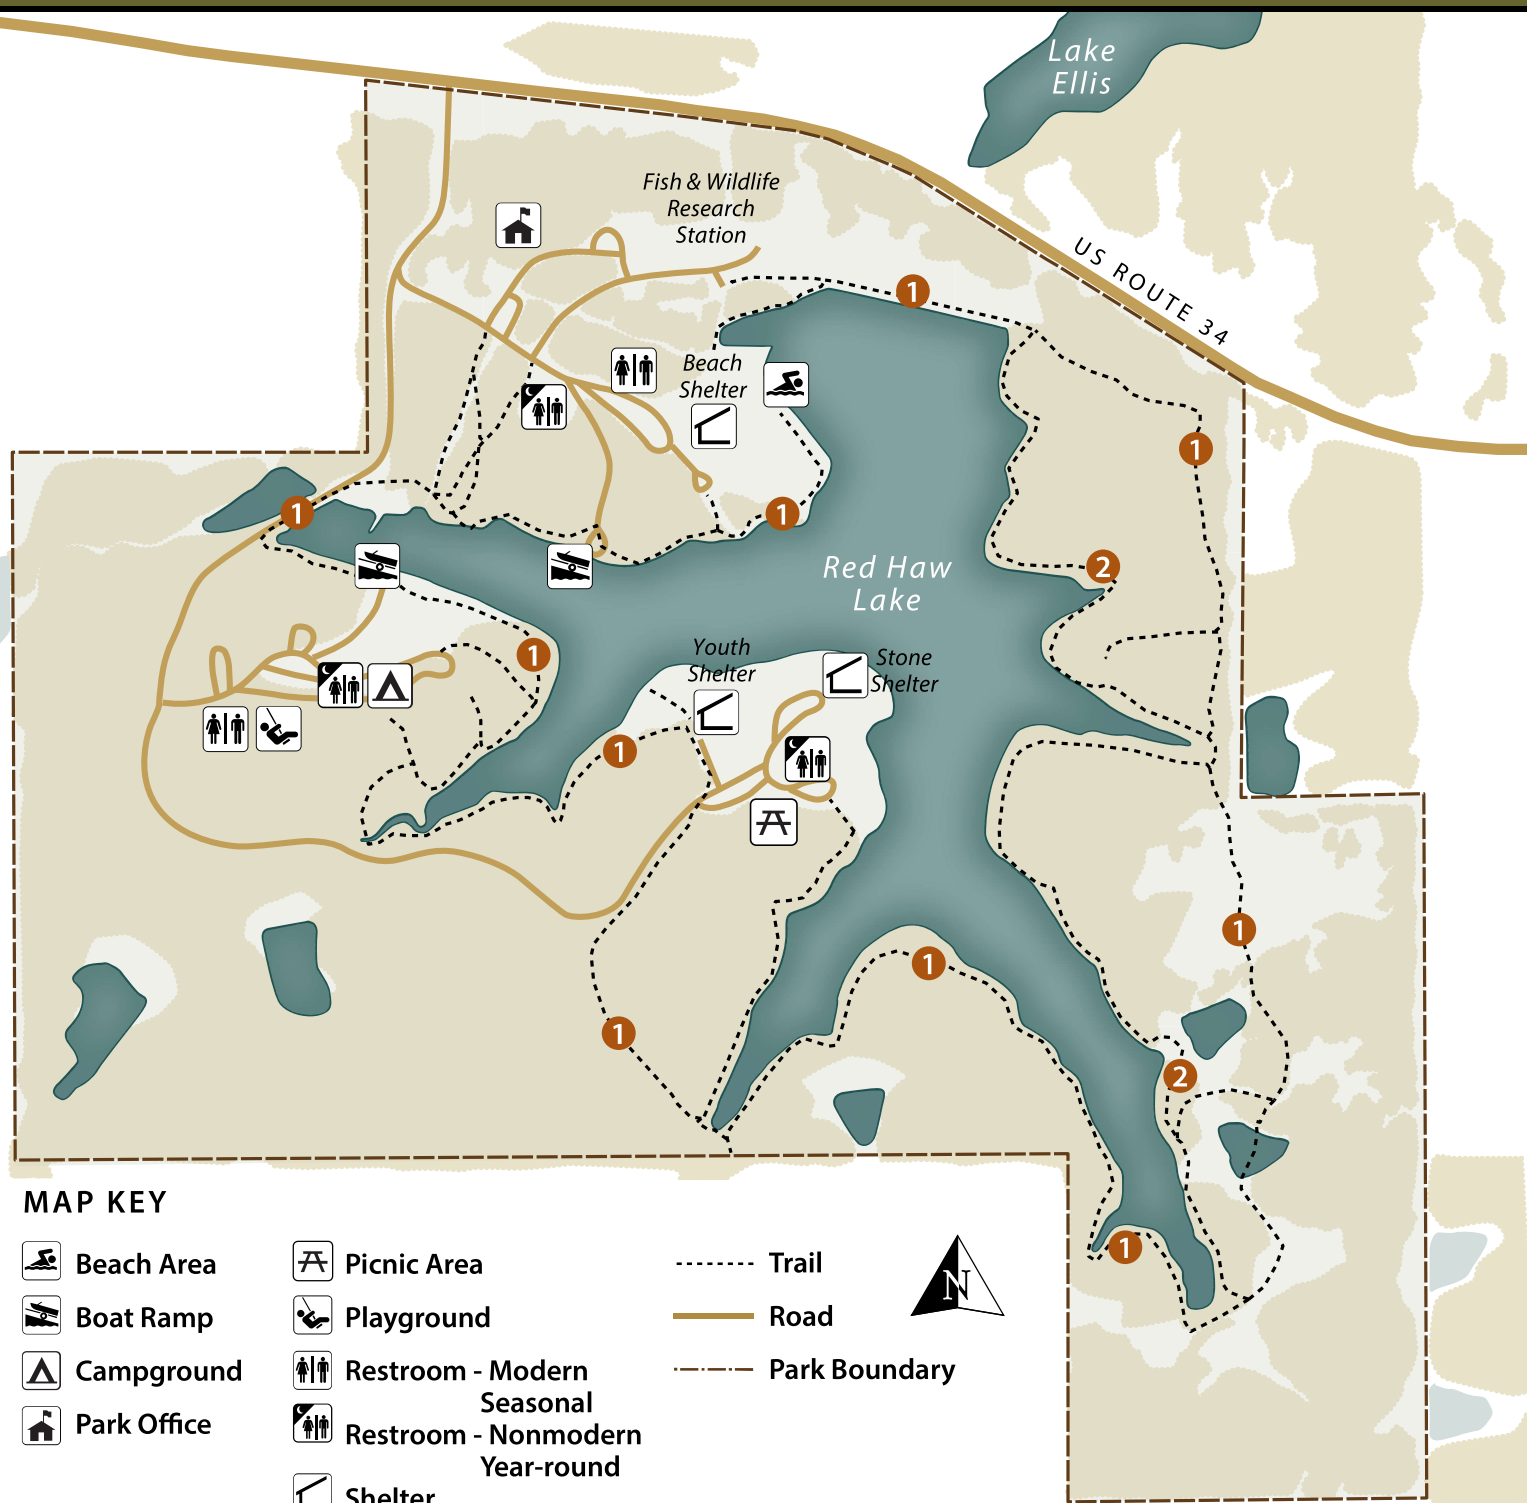 Lake
Ellis
Fish & Wildlife
Research
Station
US ROUTE 34
1
Beach
Shelter
1
1
1
Red Haw
Lake
2
Youth
Shelter
Stone
Shelter
1
1
1
1
1
2
1
MAP KEY
Beach Area
Boat Ramp
Campground
Park Office
Picnic Area
Playground
Restroom - Modern
Seasonal
Restroom - Nonmodern
Year-round
Shelter
Trail
Road
Park Boundary
N